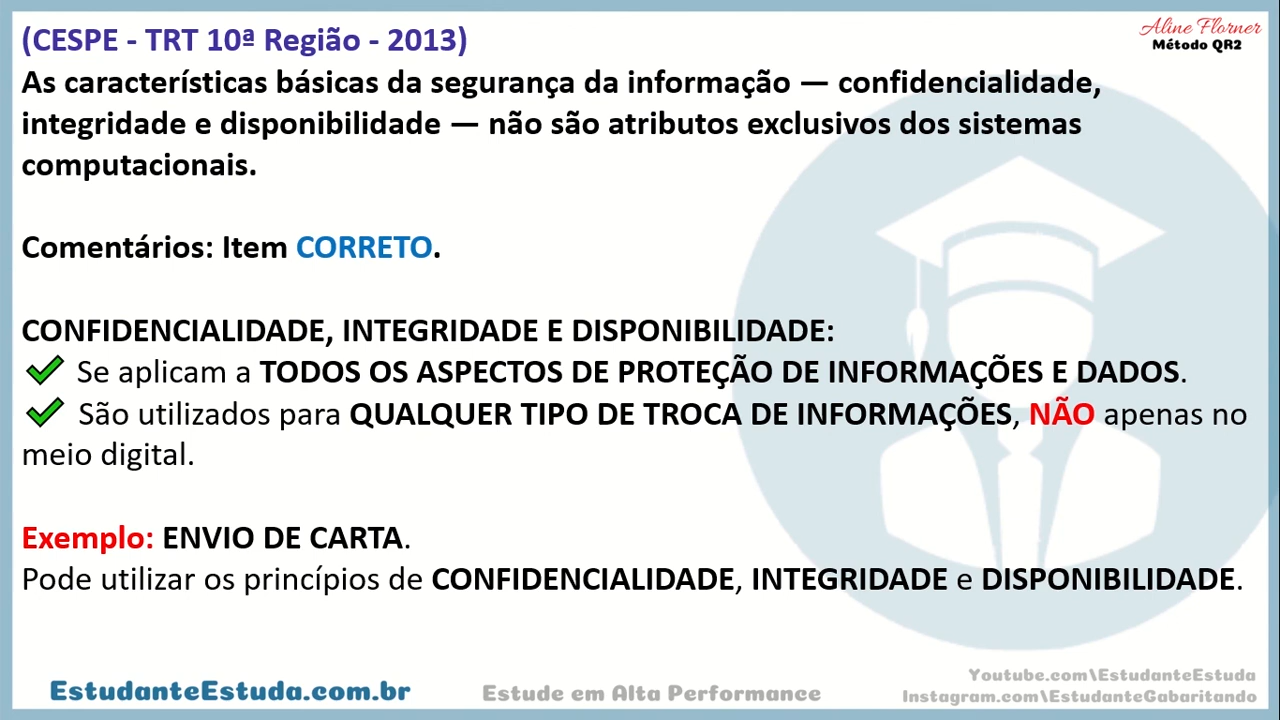 (CESPE - TRT 10ª Região - 2013)
Aline Florner
Método QR2
As características básicas da segurança da informação — confidencialidade,
integridade e disponibilidade — não são atributos exclusivos dos sistemas
computacionais.
Comentários: Item CORRETO.
CONFIDENCIALIDADE, INTEGRIDADE E DISPONIBILIDADE:
✔ Se aplicam a TODOS OS ASPECTOS DE PROTEÇÃO DE INFORMAÇÕES E DADOS.
✔ São utilizados para QUALQUER TIPO DE TROCA DE INFORMAÇÕES, NÃO apenas no
meio digital.
Exemplo: ENVIO DE CARTA.
Pode utilizar os princípios de CONFIDENCIALIDADE, INTEGRIDADE e DISPONIBILIDADE.
EstudanteEstuda.com.br
Estude em Alta Performance
Youtube.com\EstudanteEstuda
Instagram.com\EstudanteGabaritando